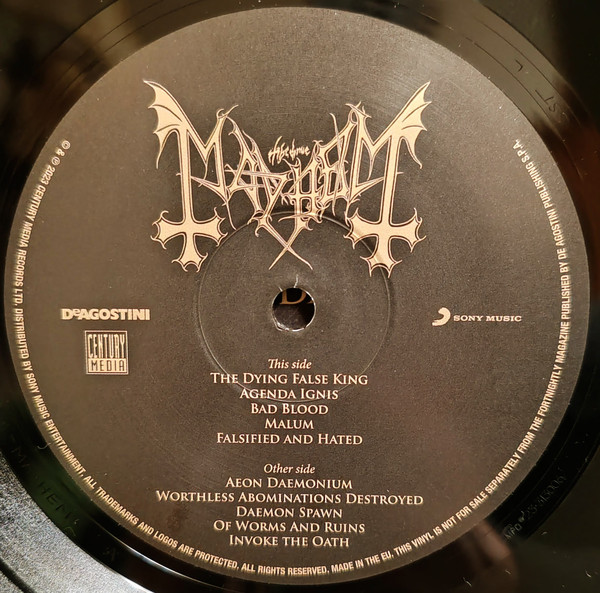 the true
MAYHEM
DeAGOSTINI
CENTURY
MEDIA
SONY MUSIC
This side
THE DYING FALSE KING
AGENDA IGNIS
BAD BLOOD
MALUM
FALSIFIED AND HATED
Other side
AEON DAEMONIUM
WORTHLESS ABOMINATIONS DESTROYED
DAEMON SPAWN
OF WORMS AND RUINS
INVOKE THE OATH
℗ & © 2023 CENTURY MEDIA RECORDS LTD. DISTRIBUTED BY SONY MUSIC ENTERTAINMENT. ALL TRADEMARKS AND LOGOS ARE PROTECTED. ALL RIGHTS RESERVED. MADE IN THE EU. THIS VINYL IS NOT FOR SALE SEPARATELY FROM THE FORTNIGHTLY MAGAZINE PUBLISHED BY DE AGOSTINI PUBLISHING S.P.A.